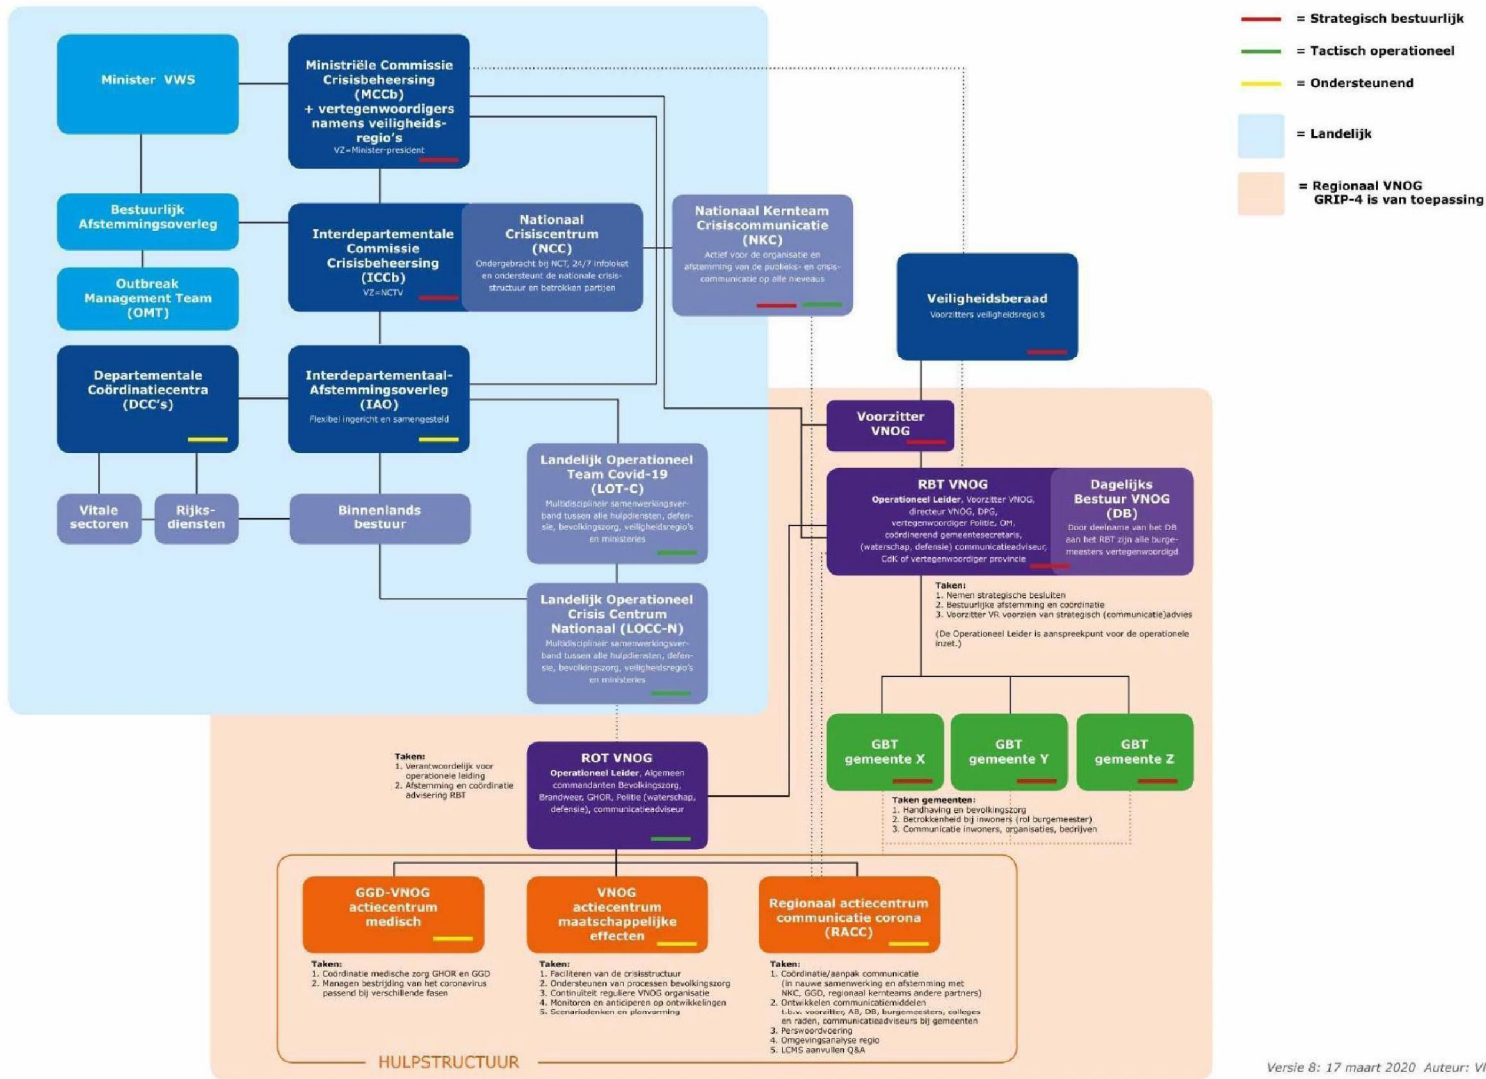 Minister VWS
Ministriële Commissie
Crisisbeheersing
(MCCb)
+ vertegenwoordigers
namens veiligheids-
regio's
VZ=Minister-president
Bestuurlijk
Afstemmingsoverleg
Interdepartementale
Commissie
Crisisbeheersing
(ICCb)
VZ=NCTV
Nationaal
Crisiscentrum
(NCC)
Ondergebracht bij NCT, 24/7 infoloket
en ondersteunt de nationale crisis-
structuur en betrokken partijen
Nationaal Kernteam
Crisiscommunicatie
(NKC)
Actief voor de organisatie en
afstemming van de publieks- en crisis-
communicatie op alle nieveaus
Outbreak
Management Team
(OMT)
Veiligheidsberaad
Voorzitters veiligheidsregio's
Departementale
Coördinatiecentra
(DCC's)
Interdepartementaal-
Afstemmingsoverleg
(IAO)
Flexibel ingericht en samengesteld
Voorzitter
VNOG
Vitale
sectoren
Rijks-
diensten
Binnenlands
bestuur
Landelijk Operationeel
Team Covid-19
(LOT-C)
Multidisciplinair samenwerkingsver-
band tussen alle hulpdiensten, defen-
sie, bevolkingszorg, veiligheidsregio's
en ministeries
RBT VNOG
Operationeel Leider, Voorzitter VNOG,
directeur VNOG, DPG,
vertegenwoordiger Politie, OM,
coördinerend gemeentesecretaris,
(waterschap, defensie) communicatieadviseur,
CdK of vertegenwoordiger provincie
Dagelijks
Bestuur VNOG
(DB)
Door deelname van het DB
aan het RBT zijn alle burge-
meesters vertegenwoordigd
Taken:
1. Nemen strategische besluiten
2. Bestuurlijke afstemming en coördinatie
3. Voorzitter VR voorzien van strategisch (communicatie)advies
(De Operationeel Leider is aanspreekpunt voor de operationele
inzet.)
Landelijk Operationeel
Crisis Centrum
Nationaal (LOCC-N)
Multidisciplinair samenwerkingsver-
band tussen alle hulpdiensten, defen-
sie, bevolkingszorg, veiligheidsregio's
en ministeries
GBT
gemeente X
GBT
gemeente Y
GBT
gemeente Z
Taken gemeenten:
1. Handhaving en bevolkingszorg
2. Betrokkenheid bij inwoners (rol burgemeester)
3. Communicatie inwoners, organisaties, bedrijven
Taken:
1. Verantwoordelijk voor
operationele leiding
2. Afstemming en coördinatie
advisering RBT
ROT VNOG
Operationeel Leider, Algemeen
commandanten Bevolkingszorg,
Brandweer, GHOR, Politie (waterschap,
defensie), communicatieadviseur
GGD-VNOG
actiecentrum
medisch
Taken:
1. Coördinatie medische zorg GHOR en GGD
2. Managen bestrijding van het coronavirus
passend bij verschillende fasen
VNOG
actiecentrum
maatschappelijke
effecten
Taken:
1. Faciliteren van de crisisstructuur
2. Ondersteunen van processen bevolkingszorg
3. Continuïteit reguliere VNOG organisatie
4. Monitoren en anticiperen op ontwikkelingen
5. Scenariodenken en planvorming
Regionaal actiecentrum
communicatie corona
(RACC)
Taken:
1. Coördinatie/aanpak communicatie
(in nauwe samenwerking en afstemming met
NKC, GGD, regionaal kernteams andere partners)
2. Ontwikkelen communicatiemiddelen
t.b.v. voorzitter, AB, DB, burgemeesters, colleges
en raden, communicatieadviseurs bij gemeenten
3. Perswoordvoering
4. Omgevingsanalyse regio
5. LCMS aanvullen Q&A
HULPSTRUCTUUR
= Strategisch bestuurlijk
= Tactisch operationeel
= Ondersteunend
= Landelijk
= Regionaal VNOG
GRIP-4 is van toepassing
Versie 8: 17 maart 2020 Auteur: